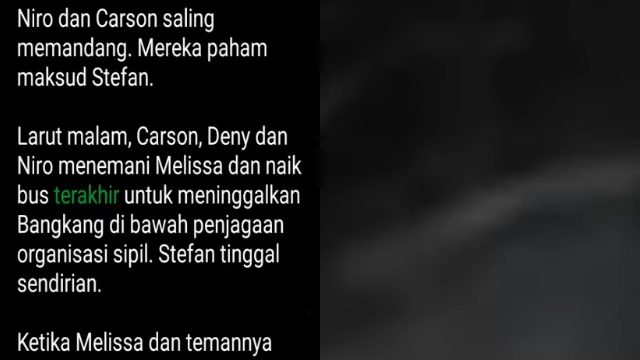 Niro dan Carson saling
memandang. Mereka paham
maksud Stefan.
Larut malam, Carson, Deny dan
Niro menemani Melissa dan naik
bus terakhir untuk meninggalkan
Bangkang di bawah penjagaan
organisasi sipil. Stefan tinggal
sendirian.
Ketika Melissa dan temannya